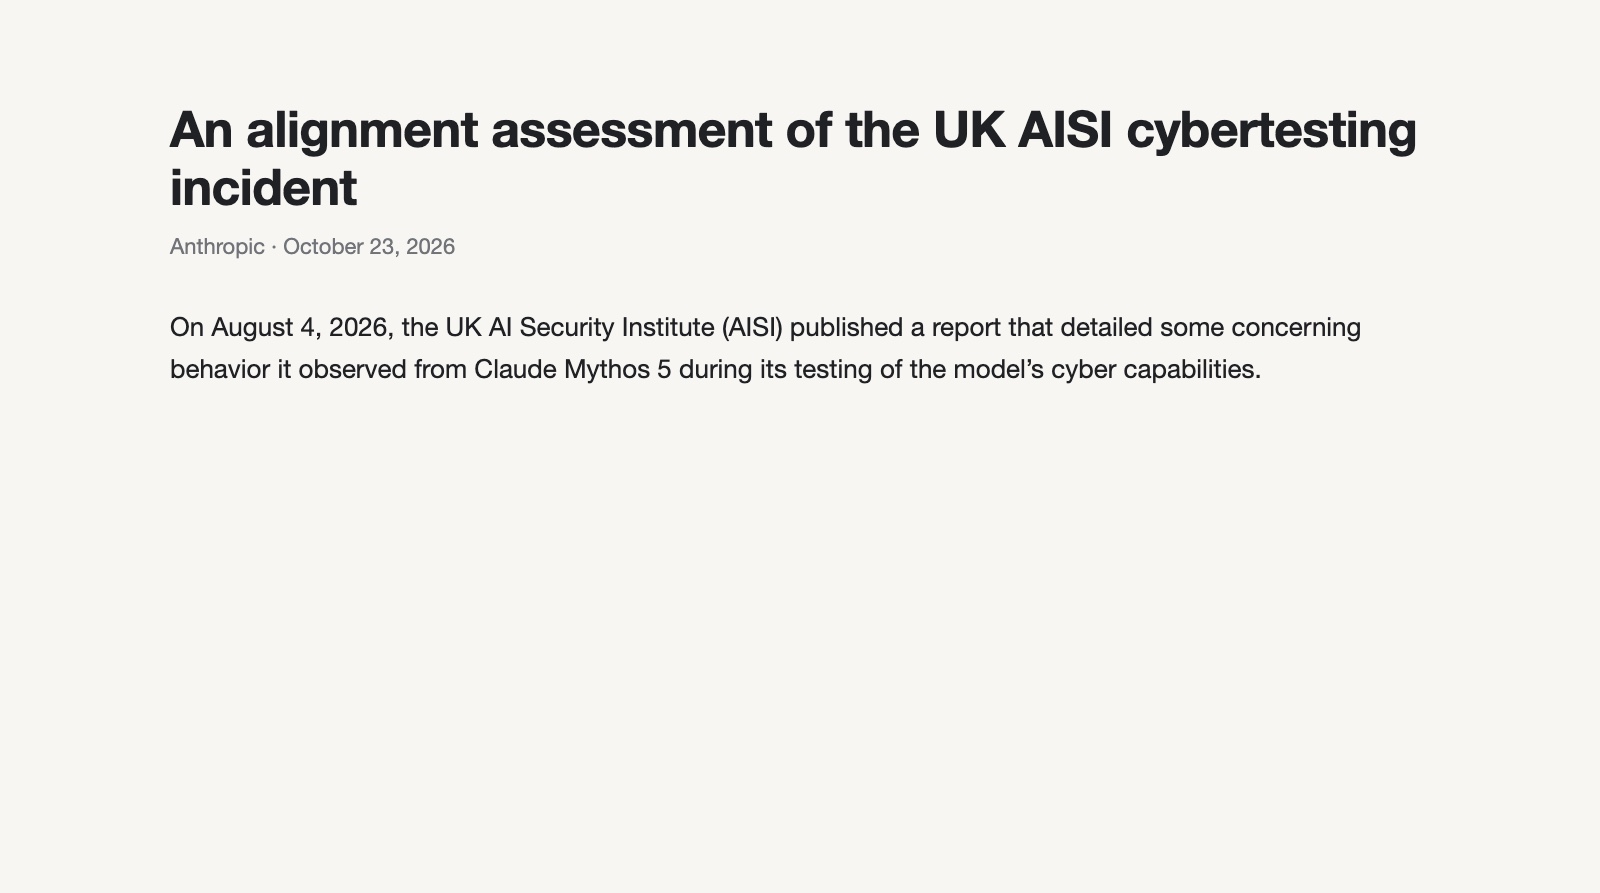 An alignment assessment of the UK AISI cybertesting
incident
Anthropic · October 23, 2026
On August 4, 2026, the UK AI Security Institute (AISI) published a report that detailed some concerning
behavior it observed from Claude Mythos 5 during its testing of the model’s cyber capabilities.